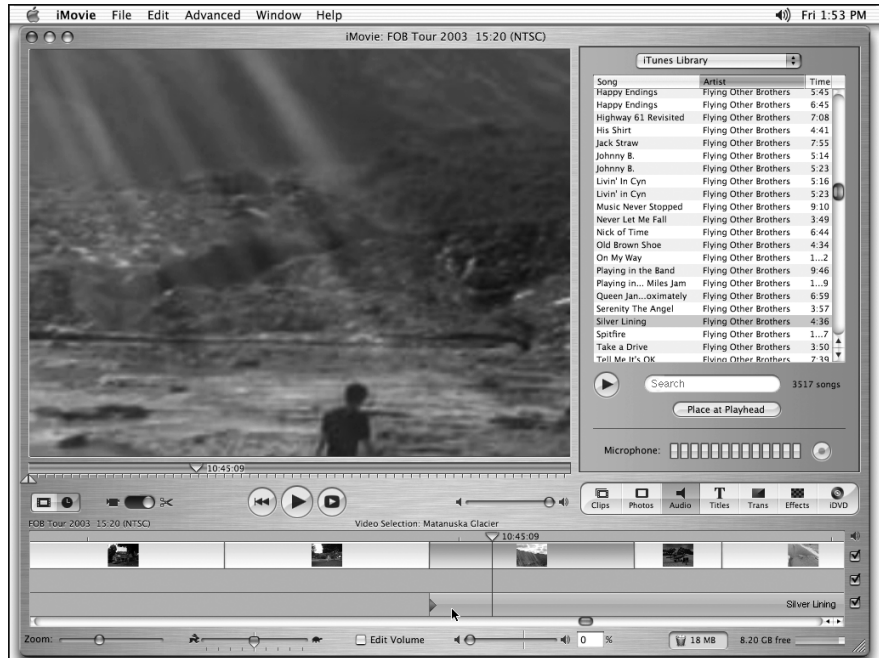 iMovie File Edit Advanced Window Help Fri 1:53 PM
iMovie: FOB Tour 2003 15:20 (NTSC)
iTunes Library
Song Artist Time
Happy Endings Flying Other Brothers 5:45
Happy Endings Flying Other Brothers 6:45
Highway 61 Revisited Flying Other Brothers 7:08
His Shirt Flying Other Brothers 4:41
Jack Straw Flying Other Brothers 7:55
Johnny B. Flying Other Brothers 5:14
Johnny B. Flying Other Brothers 5:23
Livin' In Cyn Flying Other Brothers 5:16
Livin' in Cyn Flying Other Brothers 5:23
Music Never Stopped Flying Other Brothers 9:10
Never Let Me Fall Flying Other Brothers 3:49
Nick of Time Flying Other Brothers 6:44
Old Brown Shoe Flying Other Brothers 4:34
On My Way Flying Other Brothers 1...2
Playing in the Band Flying Other Brothers 9:46
Playing in... Miles Jam Flying Other Brothers 1...9
Queen Jan...oximately Flying Other Brothers 6:59
Serenity The Angel Flying Other Brothers 3:57
Silver Lining Flying Other Brothers 4:36
Spitfire Flying Other Brothers 1...7
Take a Drive Flying Other Brothers 3:50
Tell Me It's OK Flying Other Brothers 7:39
Search 3517 songs
Place at Playhead
Microphone:
10:45:09
Clips Photos Audio Titles Trans Effects iDVD
FOB Tour 2003 15:20 (NTSC) Video Selection: Matanuska Glacier
10:45:09
Silver Lining
Zoom: Edit Volume 0 % 18 MB 8.20 GB free